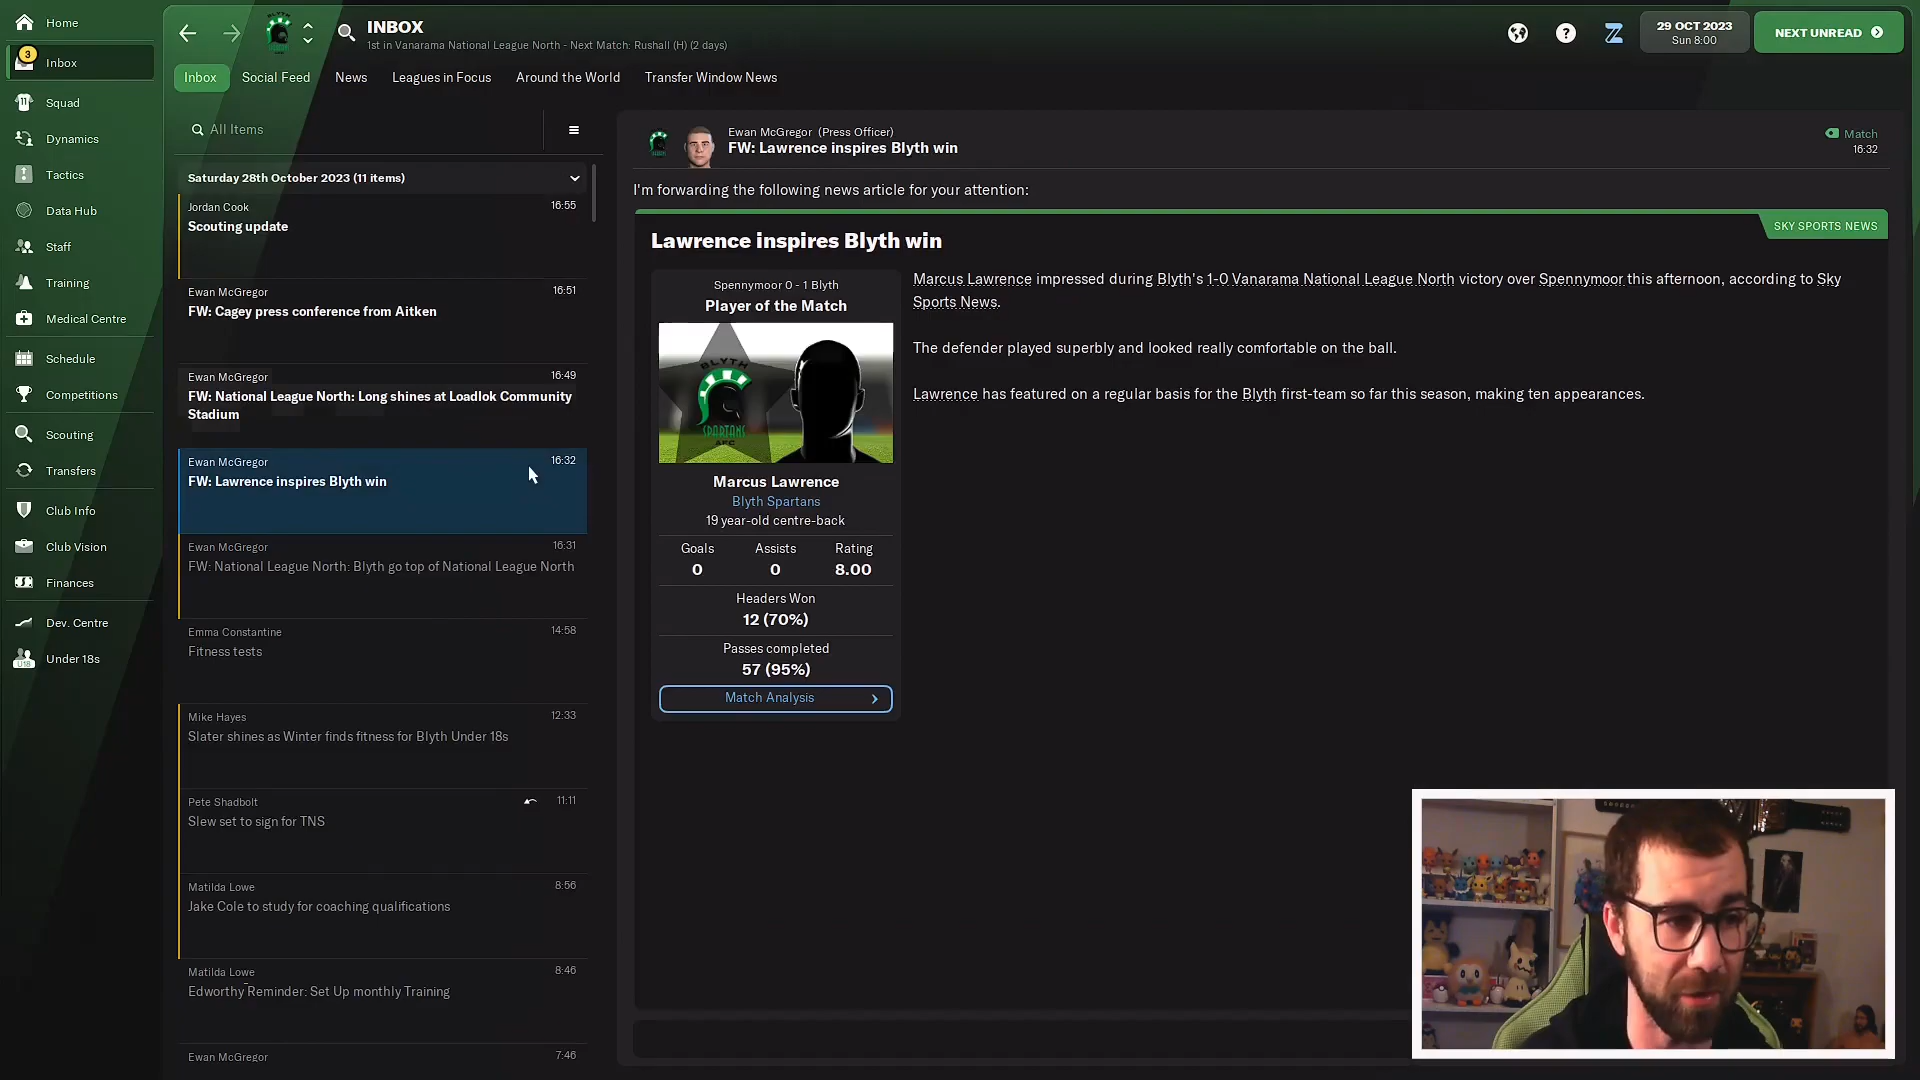 Home
3
Inbox
Squad
Dynamics
Tactics
Data Hub
Staff
Training
Medical Centre
Schedule
Competitions
Scouting
Transfers
Club Info
Club Vision
Finances
Dev. Centre
Under 18s
INBOX
1st in Vanarama National League North - Next Match: Rushall (H) (2 days)
29 OCT 2023
Sun 8:00
NEXT UNREAD
Inbox
Social Feed
News
Leagues in Focus
Around the World
Transfer Window News
All Items
Saturday 28th October 2023 (11 items)
Jordan Cook 16:55
Scouting update
Ewan McGregor 16:51
FW: Cagey press conference from Aitken
Ewan McGregor 16:49
FW: National League North: Long shines at Loadlok Community
Stadium
Ewan McGregor 16:32
FW: Lawrence inspires Blyth win
Ewan McGregor 16:31
FW: National League North: Blyth go top of National League North
Emma Constantine 14:58
Fitness tests
Mike Hayes 12:33
Slater shines as Winter finds fitness for Blyth Under 18s
Pete Shadbolt 11:11
Slew set to sign for TNS
Matilda Lowe 8:56
Jake Cole to study for coaching qualifications
Matilda Lowe 8:46
Edworthy Reminder: Set Up monthly Training
Ewan McGregor 7:46
Ewan McGregor (Press Officer)
FW: Lawrence inspires Blyth win
Match
16:32
I'm forwarding the following news article for your attention:
SKY SPORTS NEWS
Lawrence inspires Blyth win
Spennymoor 0 - 1 Blyth
Player of the Match
BLYTH
SPARTANS
AFC
Marcus Lawrence
Blyth Spartans
19 year-old centre-back
Goals Assists Rating
0 0 8.00
Headers Won
12 (70%)
Passes completed
57 (95%)
Match Analysis
Marcus Lawrence impressed during Blyth's 1-0 Vanarama National League North victory over Spennymoor this afternoon, according to Sky
Sports News.
The defender played superbly and looked really comfortable on the ball.
Lawrence has featured on a regular basis for the Blyth first-team so far this season, making ten appearances.